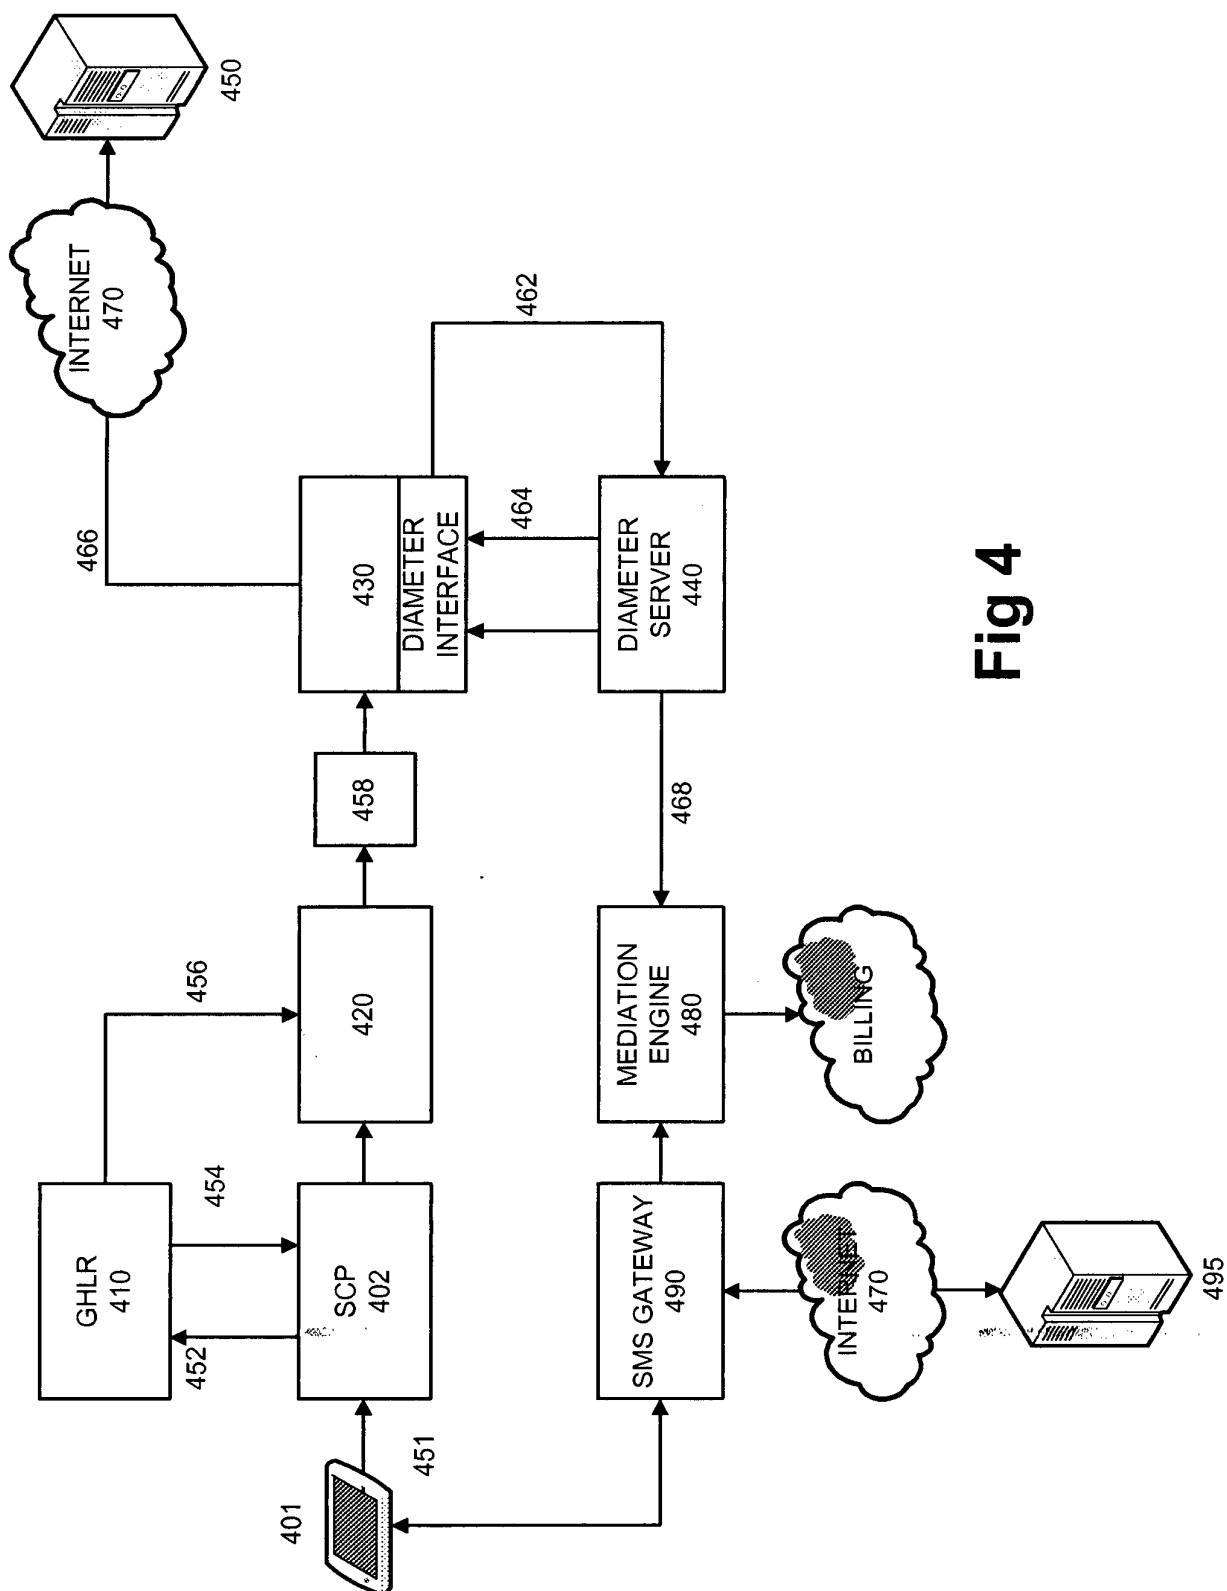 GHLR
410
452
454
456
401
451
SCP
402
420
458
430
DIAMETER
INTERFACE
466
INTERNET
470
450
462
464
DIAMETER
SERVER
440
468
MEDIATION
ENGINE
480
SMS GATEWAY
490
BILLING
INTERNET
470
495
Fig 4